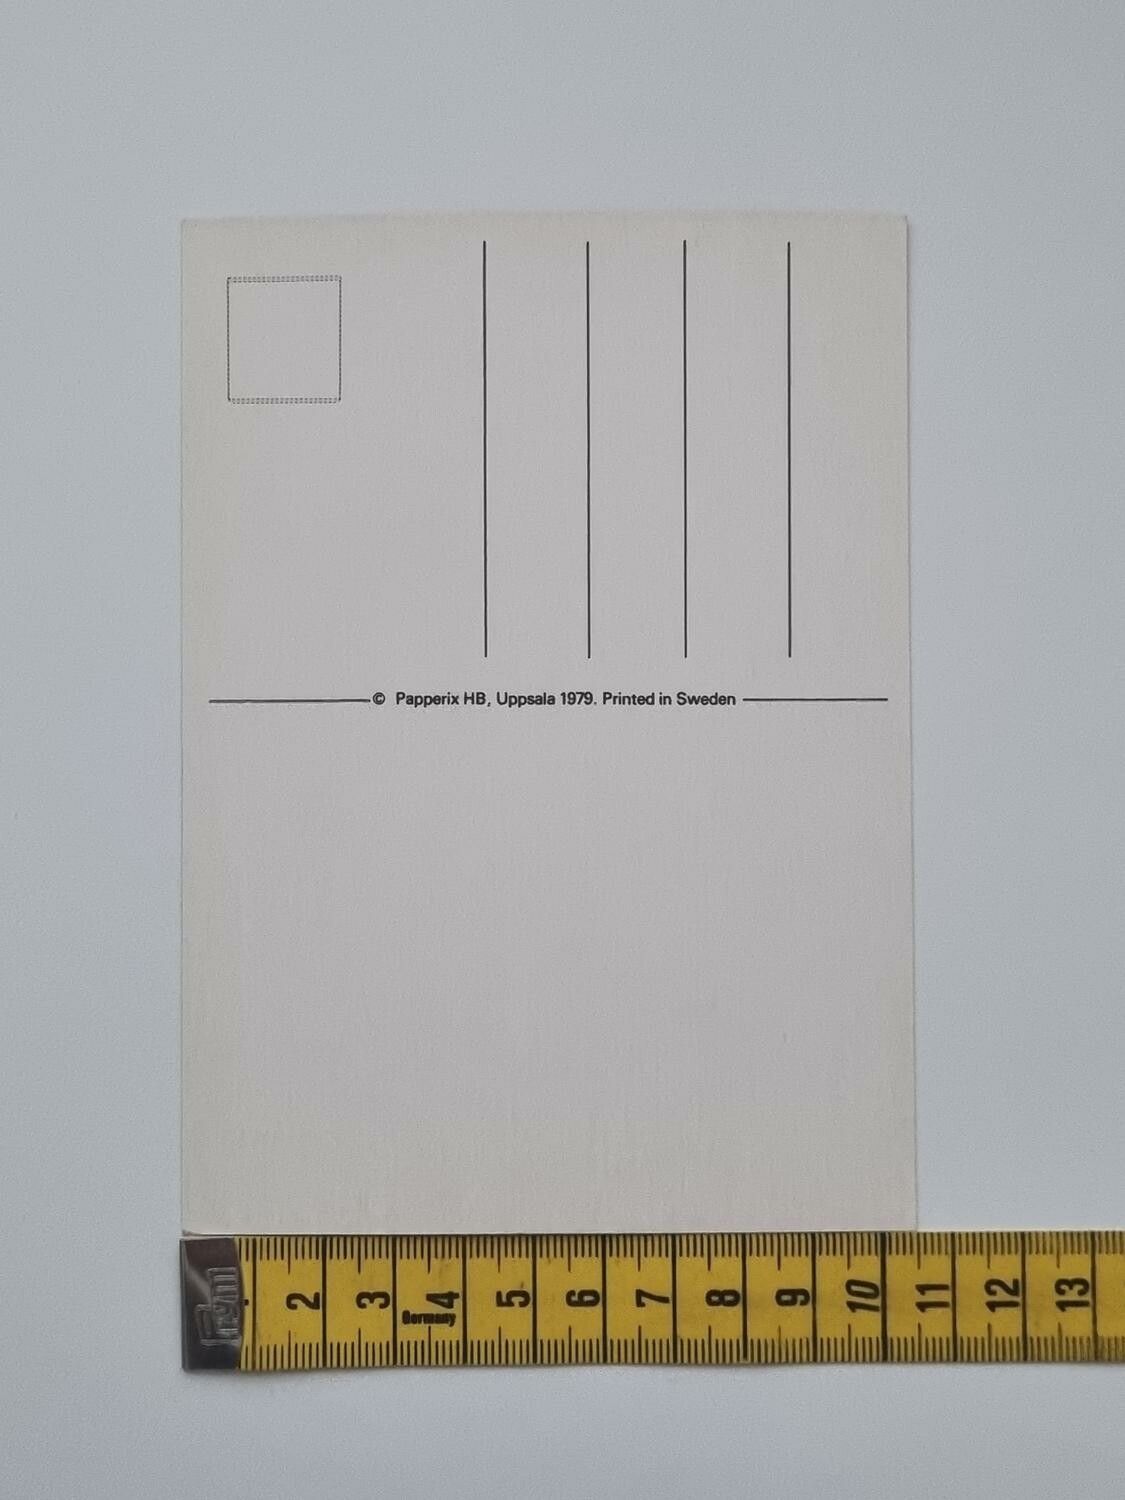 © Papperix HB, Uppsala 1979. Printed in Sweden
Prym
2 3 4 5 6 7 8 9 10 11 12 13
Germany